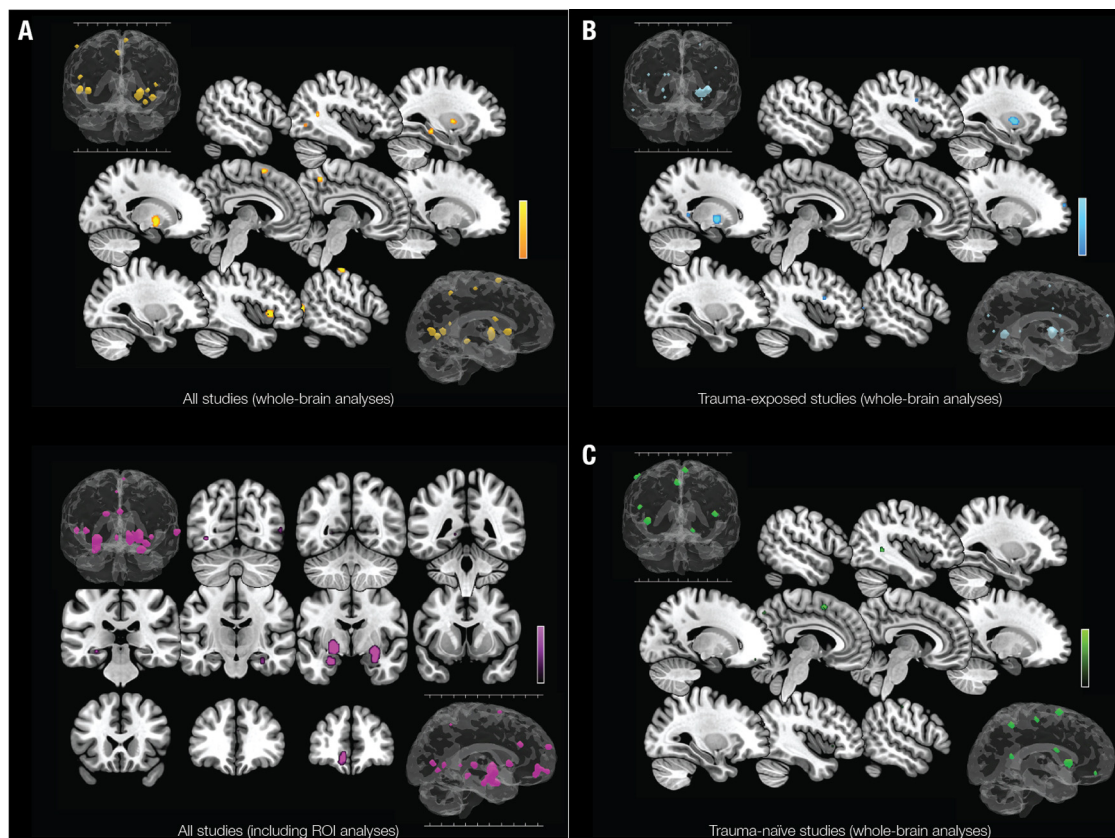 A
All studies (whole-brain analyses)
All studies (including ROI analyses)
B
Trauma-exposed studies (whole-brain analyses)
C
Trauma-naïve studies (whole-brain analyses)